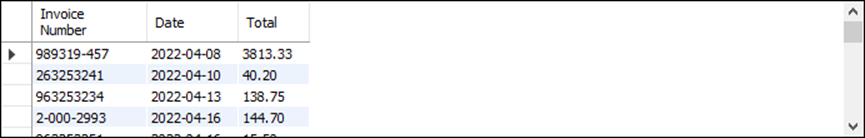 Invoice Number Date Total
989319-457 2022-04-08 3813.33
263253241 2022-04-10 40.20
963253234 2022-04-13 138.75
2-000-2993 2022-04-16 144.70